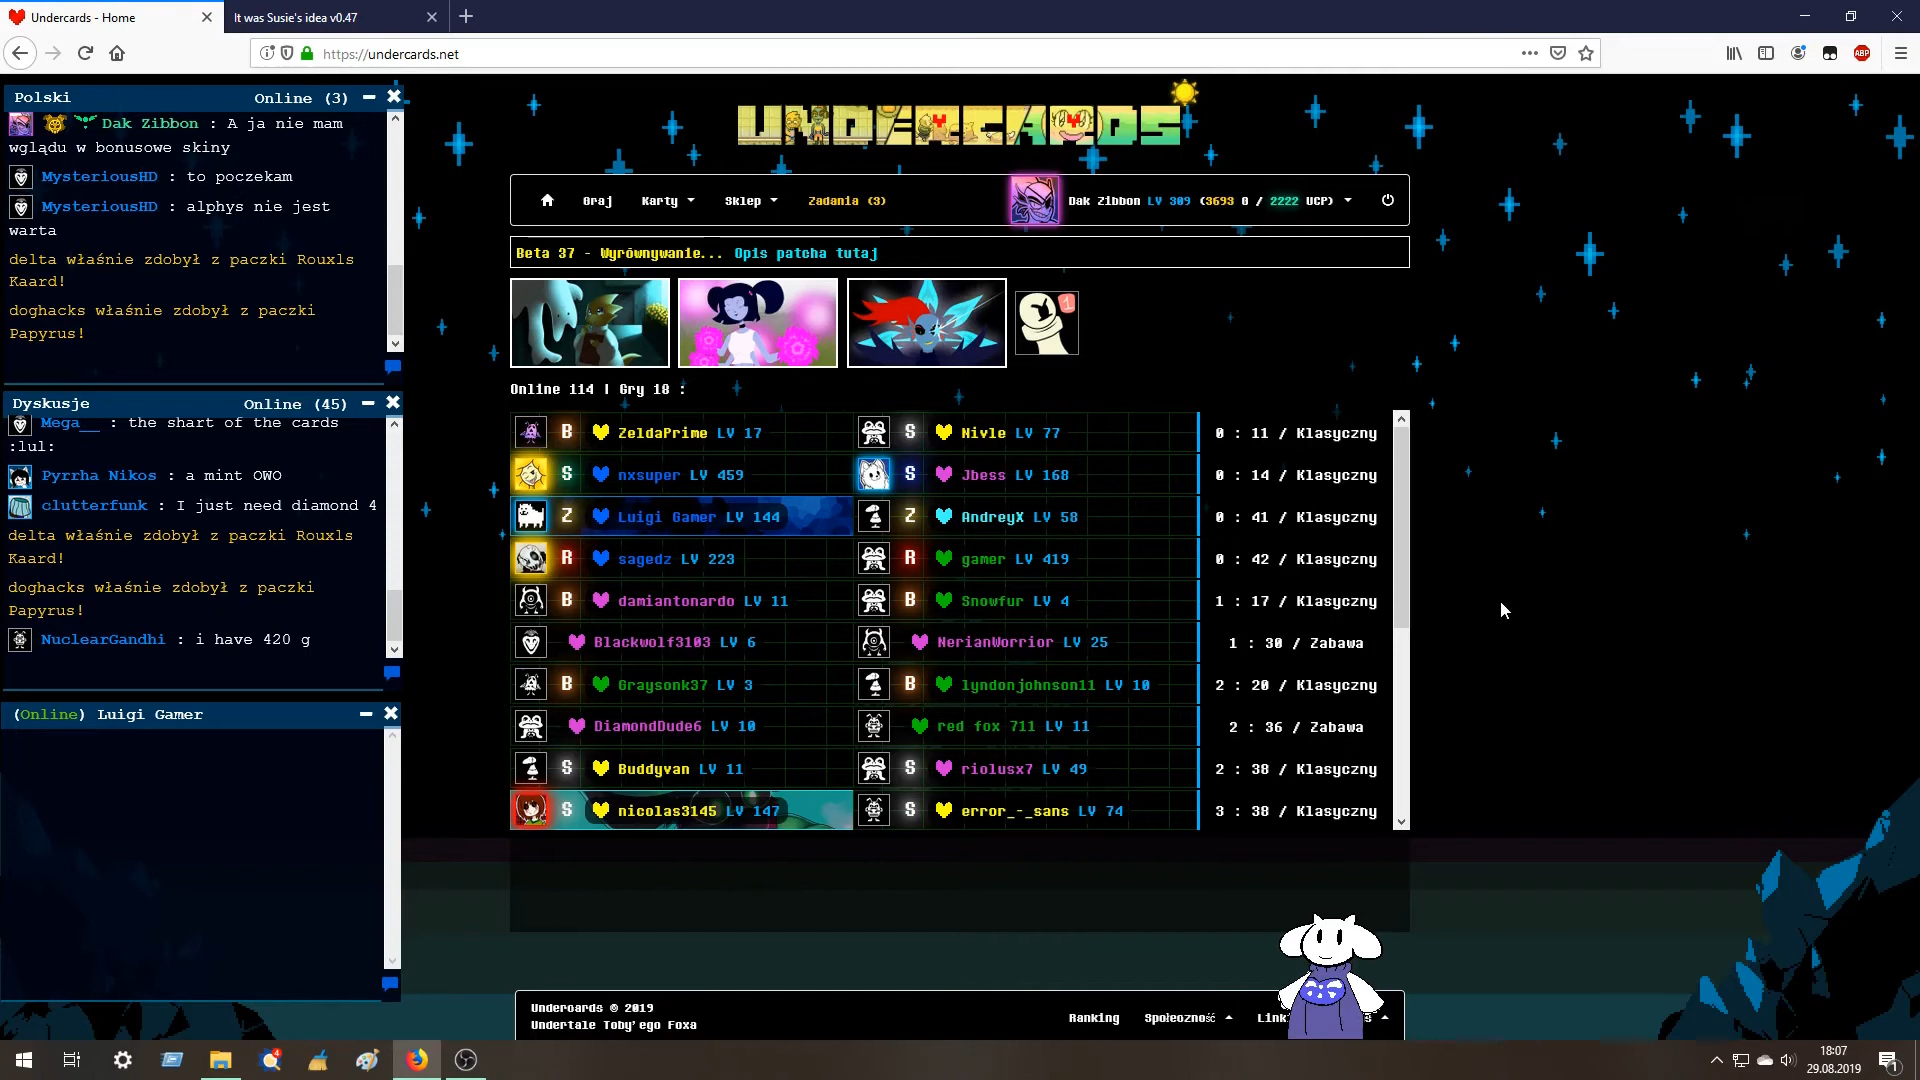 Undercards - Home
It was Susie's idea v0.47
https://undercards.net
ABP
Polski Online (3)
Dak Zibbon : A ja nie mam
wglądu w bonusowe skiny
MysteriousHD : to poczekam
MysteriousHD : alphys nie jest
warta
delta właśnie zdobył z paczki Rouxls
Kaard!
doghacks właśnie zdobył z paczki
Papyrus!
Dyskusje Online (45)
Mega__ : the shart of the cards
:lul:
Pyrrha Nikos : a mint OWO
clutterfunk : I just need diamond 4
delta właśnie zdobył z paczki Rouxls
Kaard!
doghacks właśnie zdobył z paczki
Papyrus!
NuclearGandhi : i have 420 g
(Online) Luigi Gamer
UNDERCARDS
Graj Karty Sklep Zadania (3) Dak Zibbon LV 309 (3693 G / 2222 UCP)
Beta 37 - Wyrównywanie... Opis patcha tutaj
1
Online 114 | Gry 18 :
B ZeldaPrime LV 17 S Nivle LV 77 0 : 11 / Klasyczny
S nxsuper LV 459 S Jbess LV 168 0 : 14 / Klasyczny
Z Luigi Gamer LV 144 Z AndreyX LV 58 0 : 41 / Klasyczny
R sagedz LV 223 R gamer LV 419 0 : 42 / Klasyczny
B damiantonardo LV 11 B Snowfur LV 4 1 : 17 / Klasyczny
Blackwolf3103 LV 6 NerianWorrior LV 25 1 : 30 / Zabawa
B Graysonk37 LV 3 B lyndonjohnson11 LV 10 2 : 20 / Klasyczny
DiamondDude6 LV 10 red fox 711 LV 11 2 : 36 / Zabawa
S Buddyvan LV 11 S riolusx7 LV 49 2 : 38 / Klasyczny
S nicolas3145 LV 147 S error_-_sans LV 74 3 : 38 / Klasyczny
Undercards © 2019
Undertale Toby'ego Foxa
Ranking Społeczność Link
4
18:07
29.08.2019
1